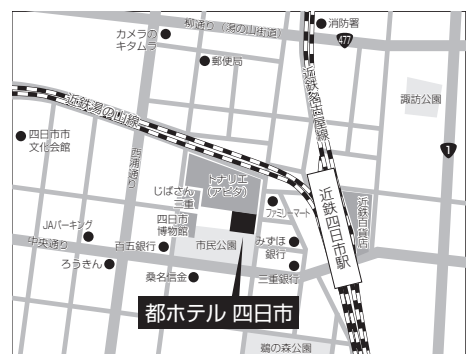 柳通り(湯の山街道)
消防署
カメラの
キタムラ
477
郵便局
近鉄名古屋線
諏訪公園
近鉄湯の山線
1
四日市市
文化会館
西浦通り
トナリエ
(アピタ)
じばさん
三重
ファミリーマート
近鉄四日市駅
近鉄百貨店
四日市
博物館
JAパーキング
中央通り
百五銀行
市民公園
みずほ
銀行
ろうきん
桑名信金
三重銀行
都ホテル 四日市
鵜の森公園